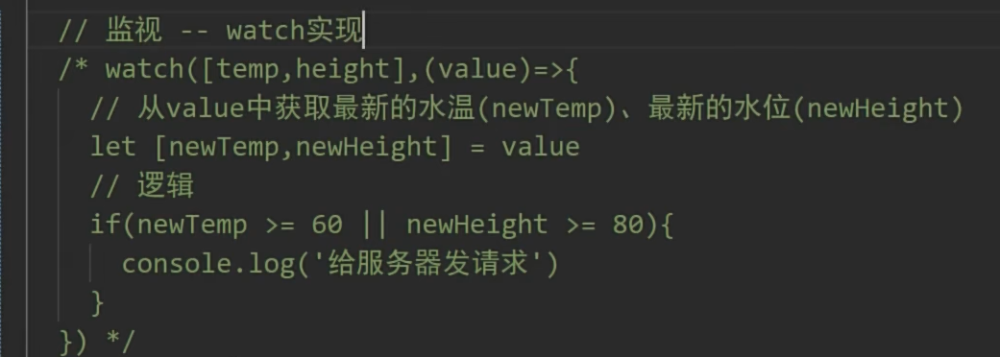 // 监视 -- watch实现
/* watch([temp,height],(value)=>{
// 从value中获取最新的水温(newTemp)、最新的水位(newHeight)
let [newTemp,newHeight] = value
// 逻辑
if(newTemp >= 60 || newHeight >= 80){
console.log('给服务器发请求')
}
}) */